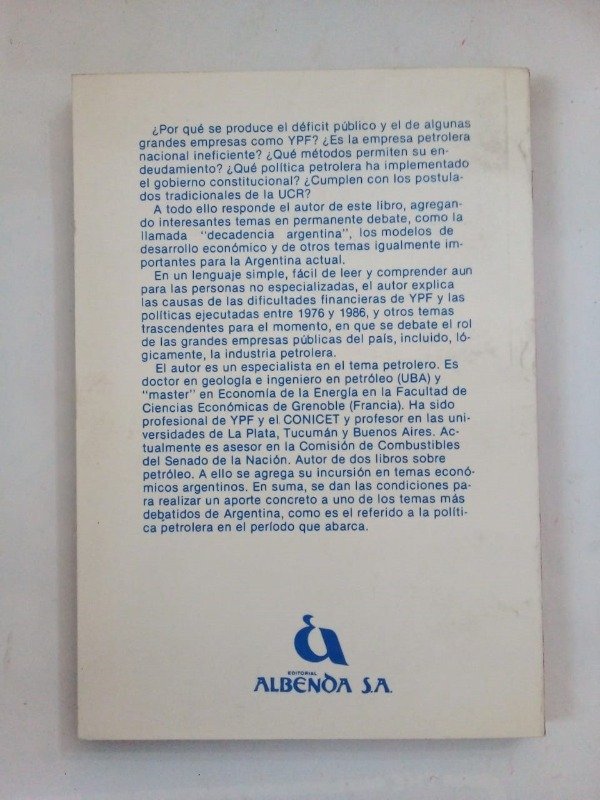 ¿Por qué se produce el déficit público y el de algunas
grandes empresas como YPF? ¿Es la empresa petrolera
nacional ineficiente? ¿Qué métodos permiten su en-
deudamiento? ¿Qué política petrolera ha implementado
el gobierno constitucional? ¿Cumplen con los postula-
dos tradicionales de la UCR?
A todo ello responde el autor de este libro, agregan-
do interesantes temas en permanente debate, como la
llamada "decadencia argentina", los modelos de
desarrollo económico y de otros temas igualmente im-
portantes para la Argentina actual.
En un lenguaje simple, fácil de leer y comprender aun
para las personas no especializadas, el autor explica
las causas de las dificultades financieras de YPF y las
políticas ejecutadas entre 1976 y 1986, y otros temas
trascendentes para el momento, en que se debate el rol
de las grandes empresas públicas del país, incluido, ló-
gicamente, la industria petrolera.
El autor es un especialista en el tema petrolero. Es
doctor en geología e ingeniero en petróleo (UBA) y
"master" en Economía de la Energía en la Facultad de
Ciencias Económicas de Grenoble (Francia). Ha sido
profesional de YPF y el CONICET y profesor en las uni-
versidades de La Plata, Tucumán y Buenos Aires. Ac-
tualmente es asesor en la Comisión de Combustibles
del Senado de la Nación. Autor de dos libros sobre
petróleo. A ello se agrega su incursión en temas econó-
micos argentinos. En suma, se dan las condiciones pa-
ra realizar un aporte concreto a uno de los temas más
debatidos de Argentina, como es el referido a la políti-
ca petrolera en el período que abarca.
EDITORIAL
ALBENDA S.A.